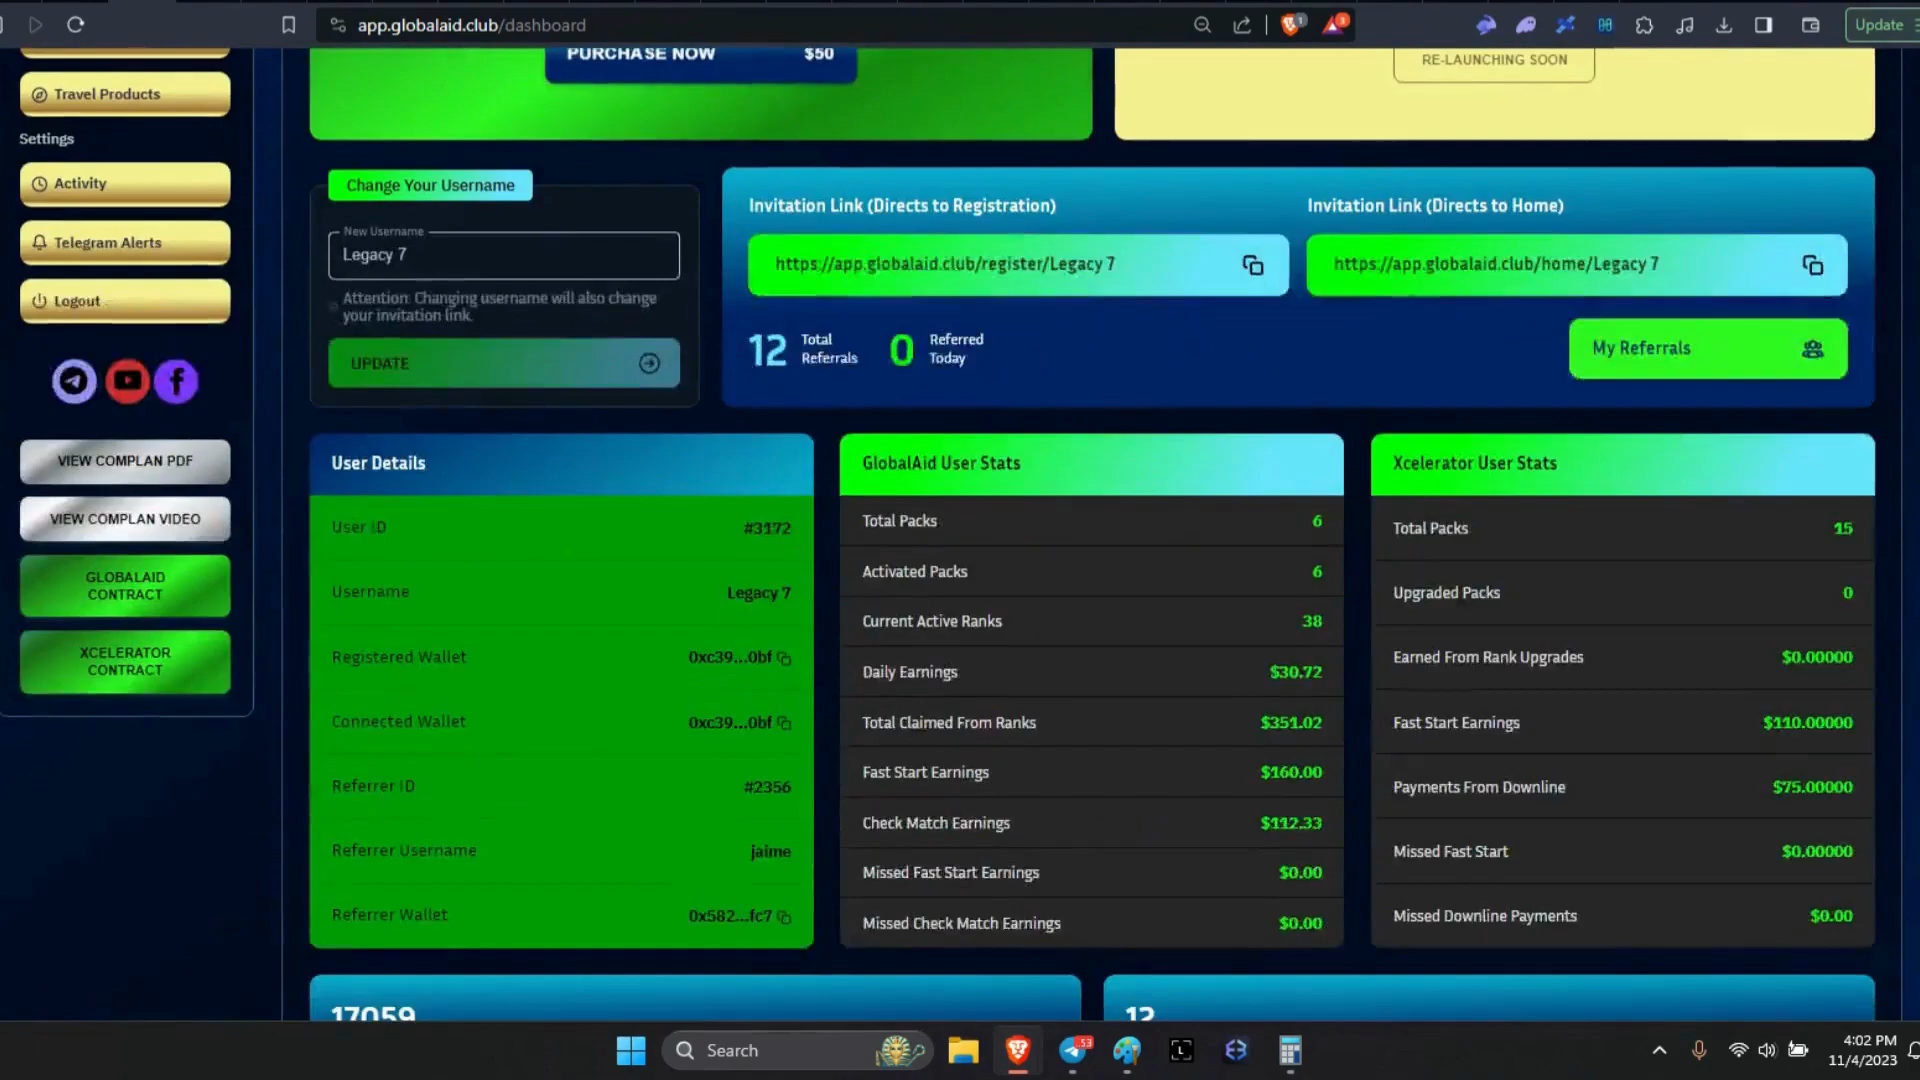 app.globalaid.club/dashboard
1
3
Update
PURCHASE NOW $50
RE-LAUNCHING SOON
Travel Products
Settings
Activity
Telegram Alerts
Logout
VIEW COMPLAN PDF
VIEW COMPLAN VIDEO
GLOBALAID
CONTRACT
XCELERATOR
CONTRACT
Change Your Username
New Username
Legacy 7
Attention: Changing username will also change
your invitation link.
UPDATE
Invitation Link (Directs to Registration)
https://app.globalaid.club/register/Legacy 7
Invitation Link (Directs to Home)
https://app.globalaid.club/home/Legacy 7
12 Total
Referrals
0 Referred
Today
My Referrals
User Details
User ID #3172
Username Legacy 7
Registered Wallet 0xc39...0bf
Connected Wallet 0xc39...0bf
Referrer ID #2356
Referrer Username jaime
Referrer Wallet 0x582...fc7
GlobalAid User Stats
Total Packs 6
Activated Packs 6
Current Active Ranks 38
Daily Earnings $30.72
Total Claimed From Ranks $351.02
Fast Start Earnings $160.00
Check Match Earnings $112.33
Missed Fast Start Earnings $0.00
Missed Check Match Earnings $0.00
Xcelerator User Stats
Total Packs 15
Upgraded Packs 0
Earned From Rank Upgrades $0.00000
Fast Start Earnings $110.00000
Payments From Downline $75.00000
Missed Fast Start $0.00000
Missed Downline Payments $0.00
17059
12
Search
53
L
4:02 PM
11/4/2023